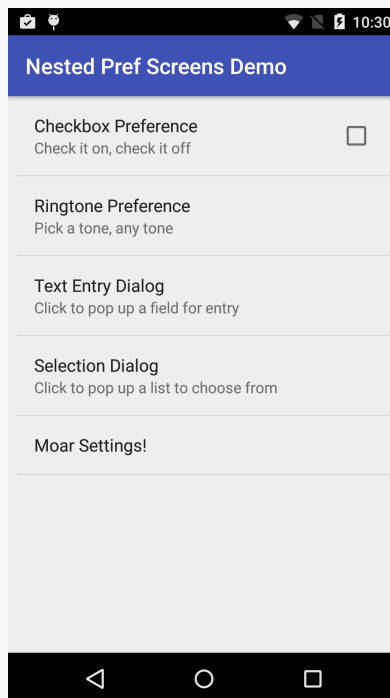 10:30
Nested Pref Screens Demo
Checkbox Preference
Check it on, check it off
Ringtone Preference
Pick a tone, any tone
Text Entry Dialog
Click to pop up a field for entry
Selection Dialog
Click to pop up a list to choose from
Moar Settings!